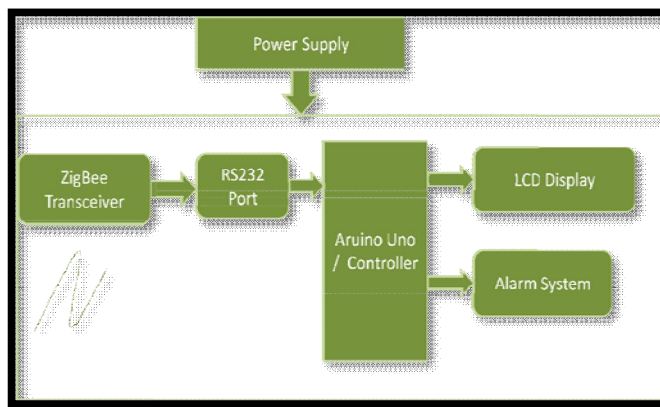 Power Supply
ZigBee
Transceiver
RS232
Port
Aruino Uno
/ Controller
LCD Display
Alarm System